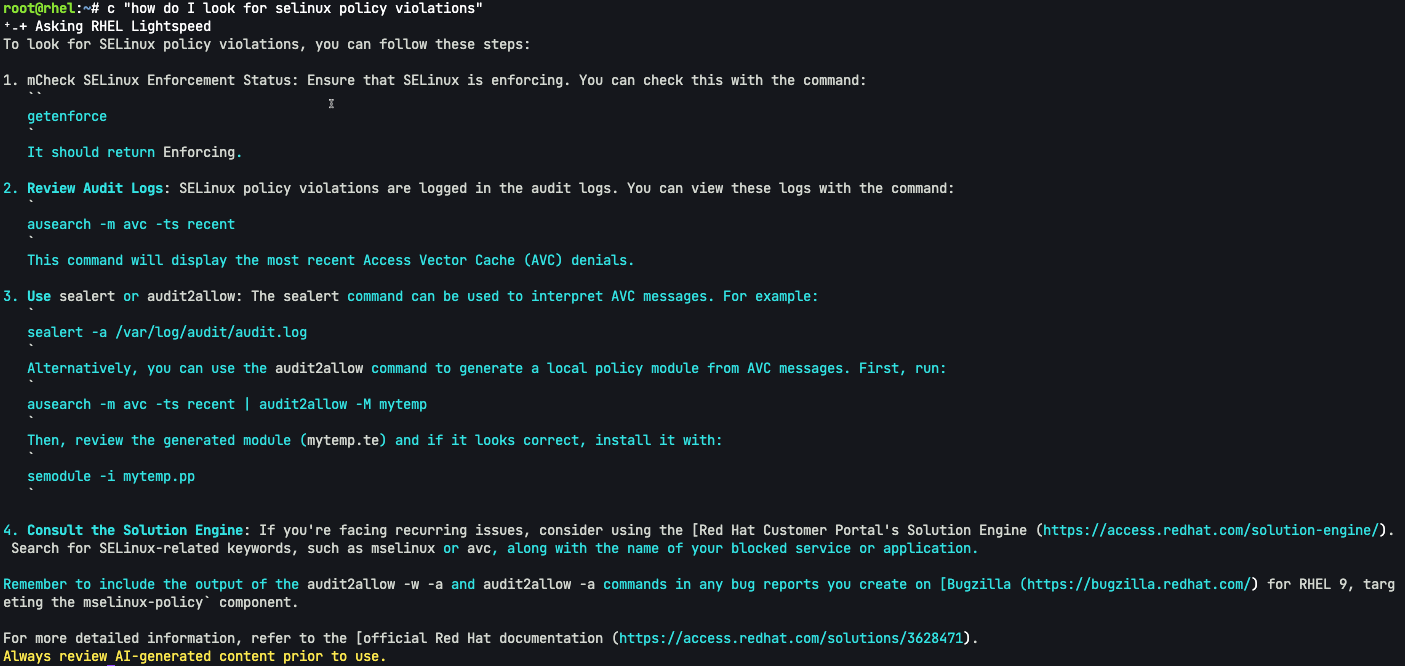 root@rhel:~# c "how do I look for selinux policy violations"
⁺₊+ Asking RHEL Lightspeed
To look for SELinux policy violations, you can follow these steps:
1. mCheck SELinux Enforcement Status: Ensure that SELinux is enforcing. You can check this with the command:
``
getenforce
`
It should return Enforcing.
2. Review Audit Logs: SELinux policy violations are logged in the audit logs. You can view these logs with the command:
`
ausearch -m avc -ts recent
`
This command will display the most recent Access Vector Cache (AVC) denials.
3. Use sealert or audit2allow: The sealert command can be used to interpret AVC messages. For example:
`
sealert -a /var/log/audit/audit.log
`
Alternatively, you can use the audit2allow command to generate a local policy module from AVC messages. First, run:
`
ausearch -m avc -ts recent | audit2allow -M mytemp
`
Then, review the generated module (mytemp.te) and if it looks correct, install it with:
`
semodule -i mytemp.pp
`
4. Consult the Solution Engine: If you're facing recurring issues, consider using the [Red Hat Customer Portal's Solution Engine (https://access.redhat.com/solution-engine/).
Search for SELinux-related keywords, such as mselinux or avc, along with the name of your blocked service or application.
Remember to include the output of the audit2allow -w -a and audit2allow -a commands in any bug reports you create on [Bugzilla (https://bugzilla.redhat.com/) for RHEL 9, targ
eting the mselinux-policy` component.
For more detailed information, refer to the [official Red Hat documentation (https://access.redhat.com/solutions/3628471).
Always review AI-generated content prior to use.